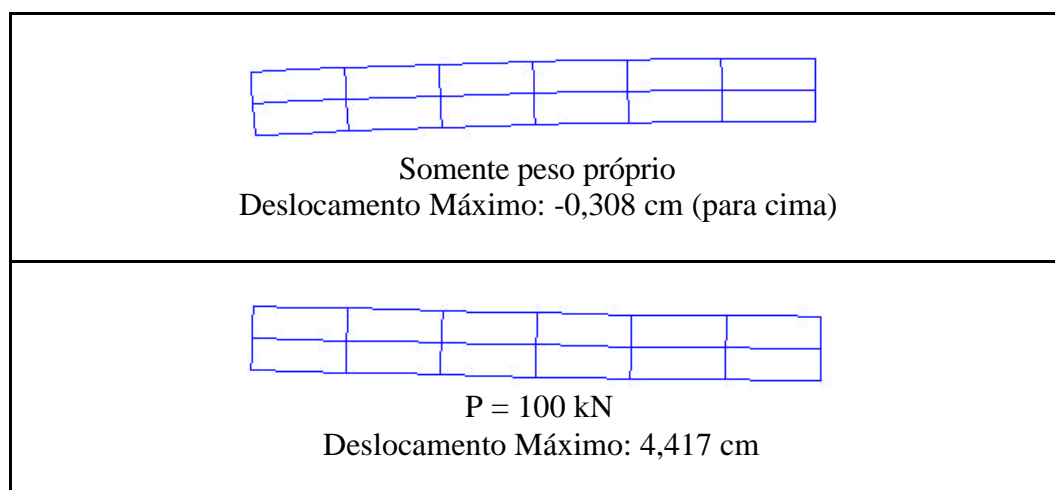 Somente peso próprio
Deslocamento Máximo: -0,308 cm (para cima)
P = 100 kN
Deslocamento Máximo: 4,417 cm